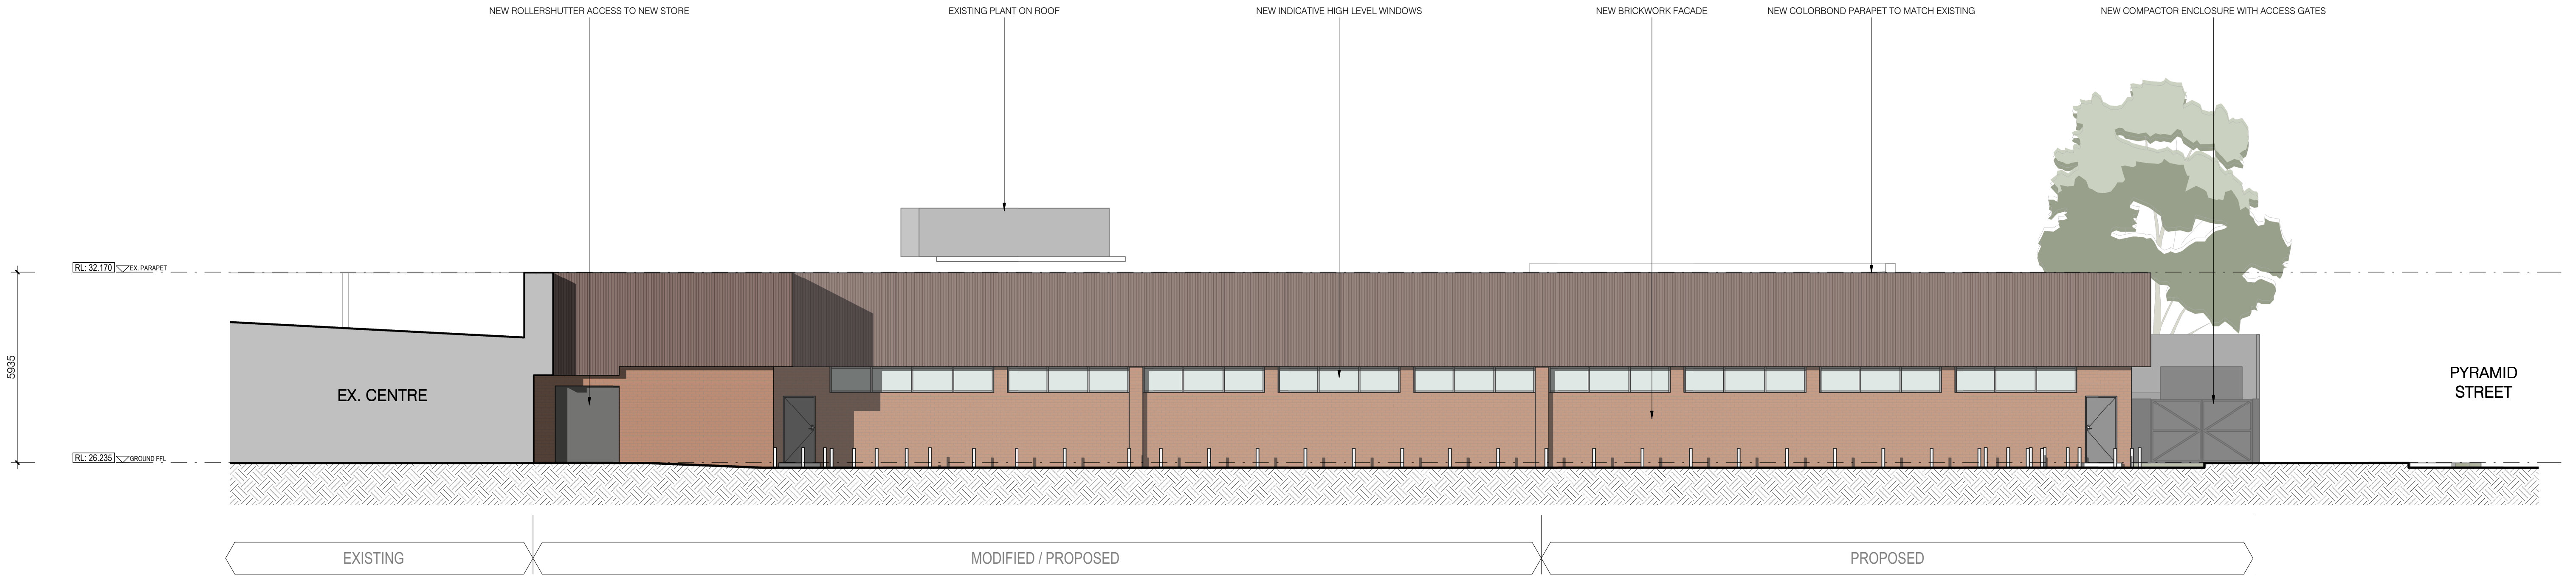 NEW ROLLERSHUTTER ACCESS TO NEW STORE
EXISTING PLANT ON ROOF
NEW INDICATIVE HIGH LEVEL WINDOWS
NEW BRICKWORK FACADE
NEW COLORBOND PARAPET TO MATCH EXISTING
NEW COMPACTOR ENCLOSURE WITH ACCESS GATES
RL: 32.170 EX. PARAPET
5935
EX. CENTRE
PYRAMID
STREET
RL: 26.235 GROUND FFL
EXISTING
MODIFIED / PROPOSED
PROPOSED